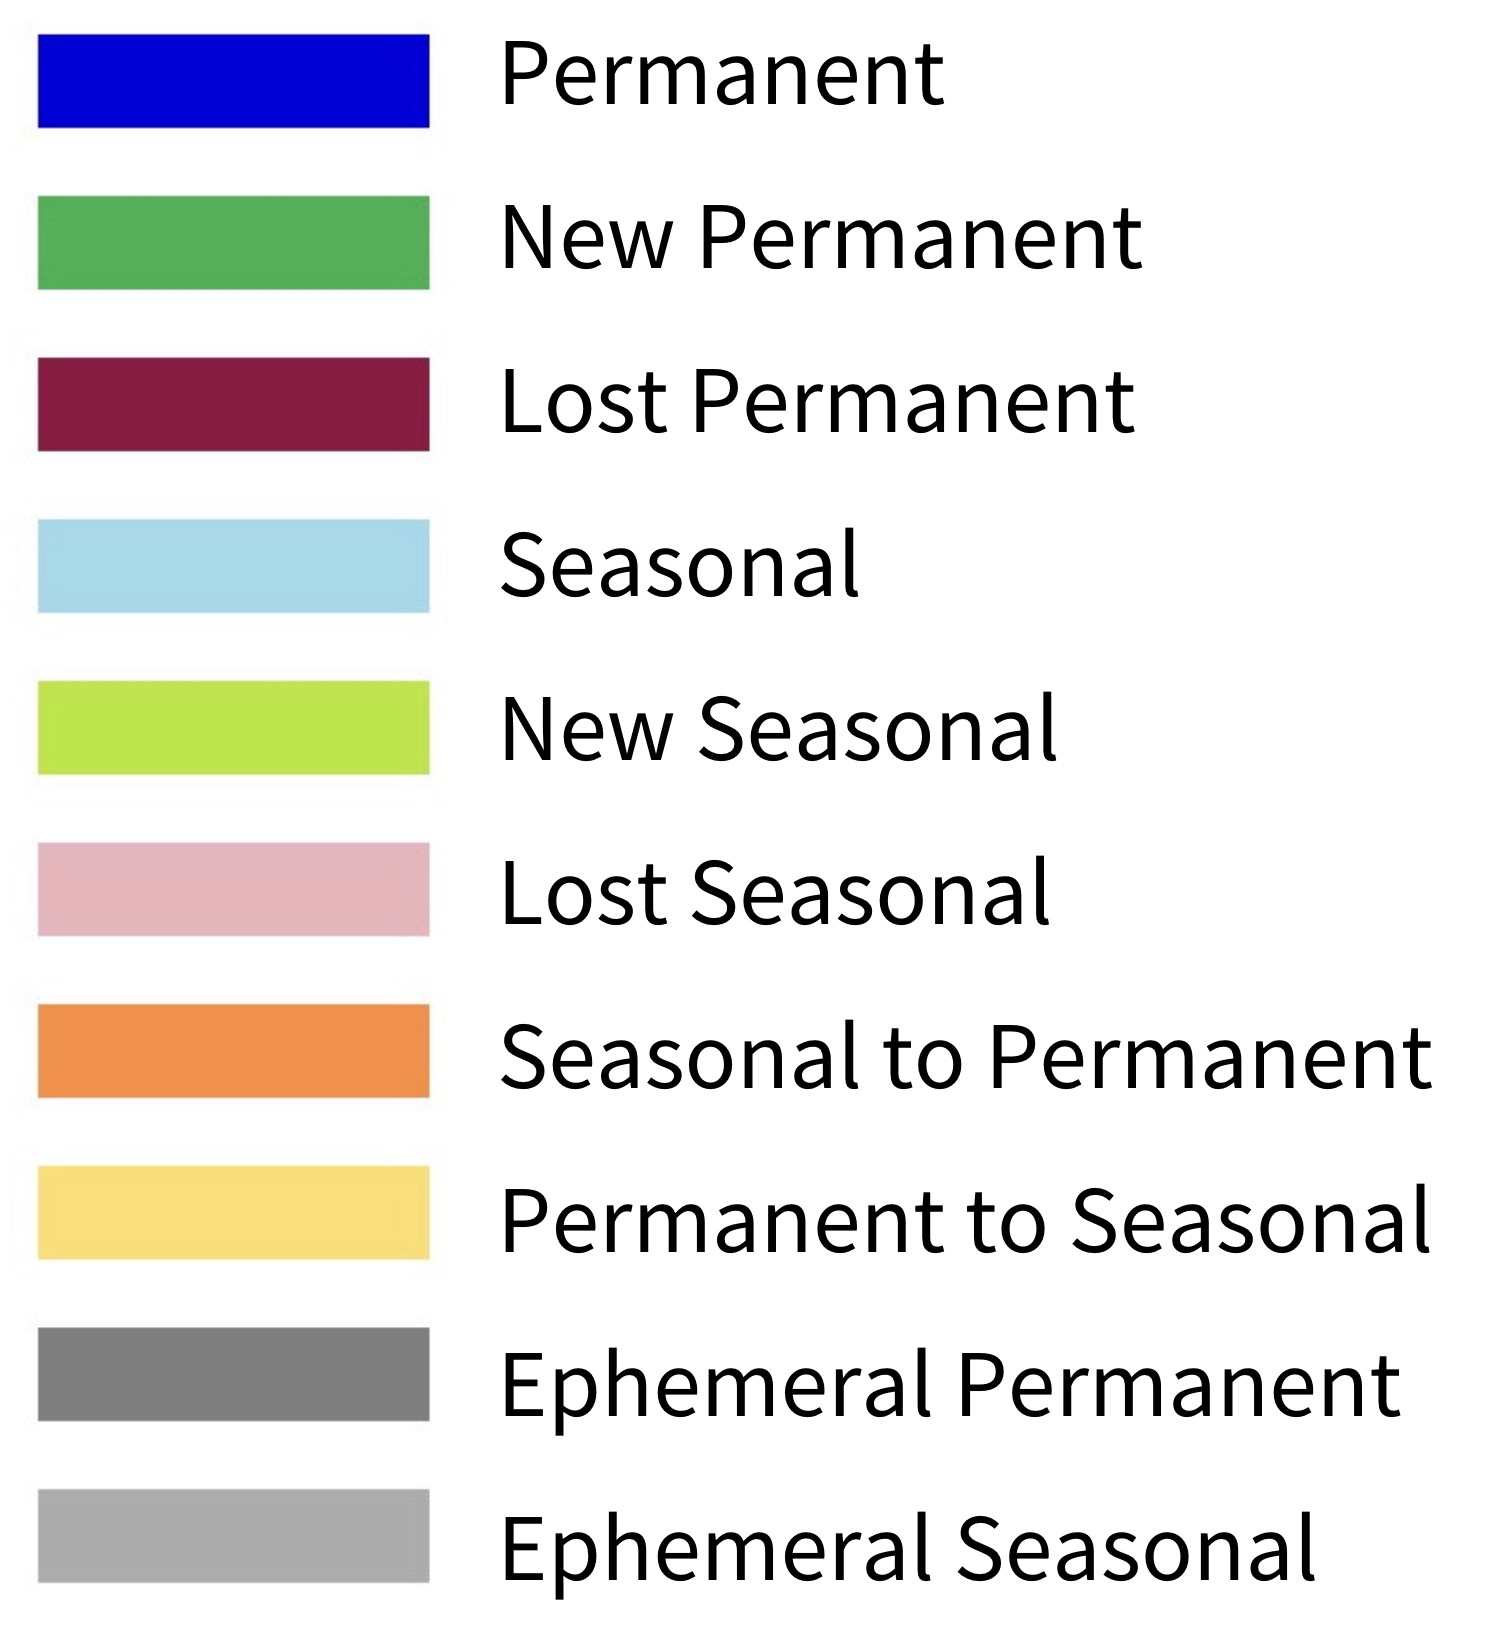 Permanent
New Permanent
Lost Permanent
Seasonal
New Seasonal
Lost Seasonal
Seasonal to Permanent
Permanent to Seasonal
Ephemeral Permanent
Ephemeral Seasonal